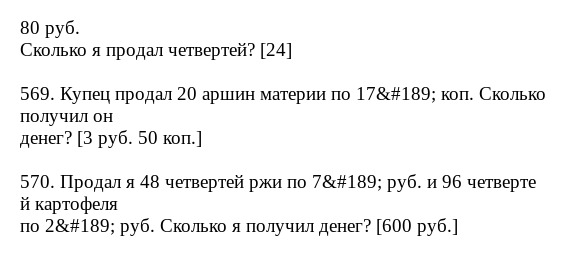 80 руб.
Сколько я продал четвертей? [24]
569. Купец продал 20 аршин материи по 17&#189; коп. Сколько
получил он
денег? [3 руб. 50 коп.]
570. Продал я 48 четвертей ржи по 7&#189; руб. и 96 четверте
й картофеля
по 2&#189; руб. Сколько я получил денег? [600 руб.]